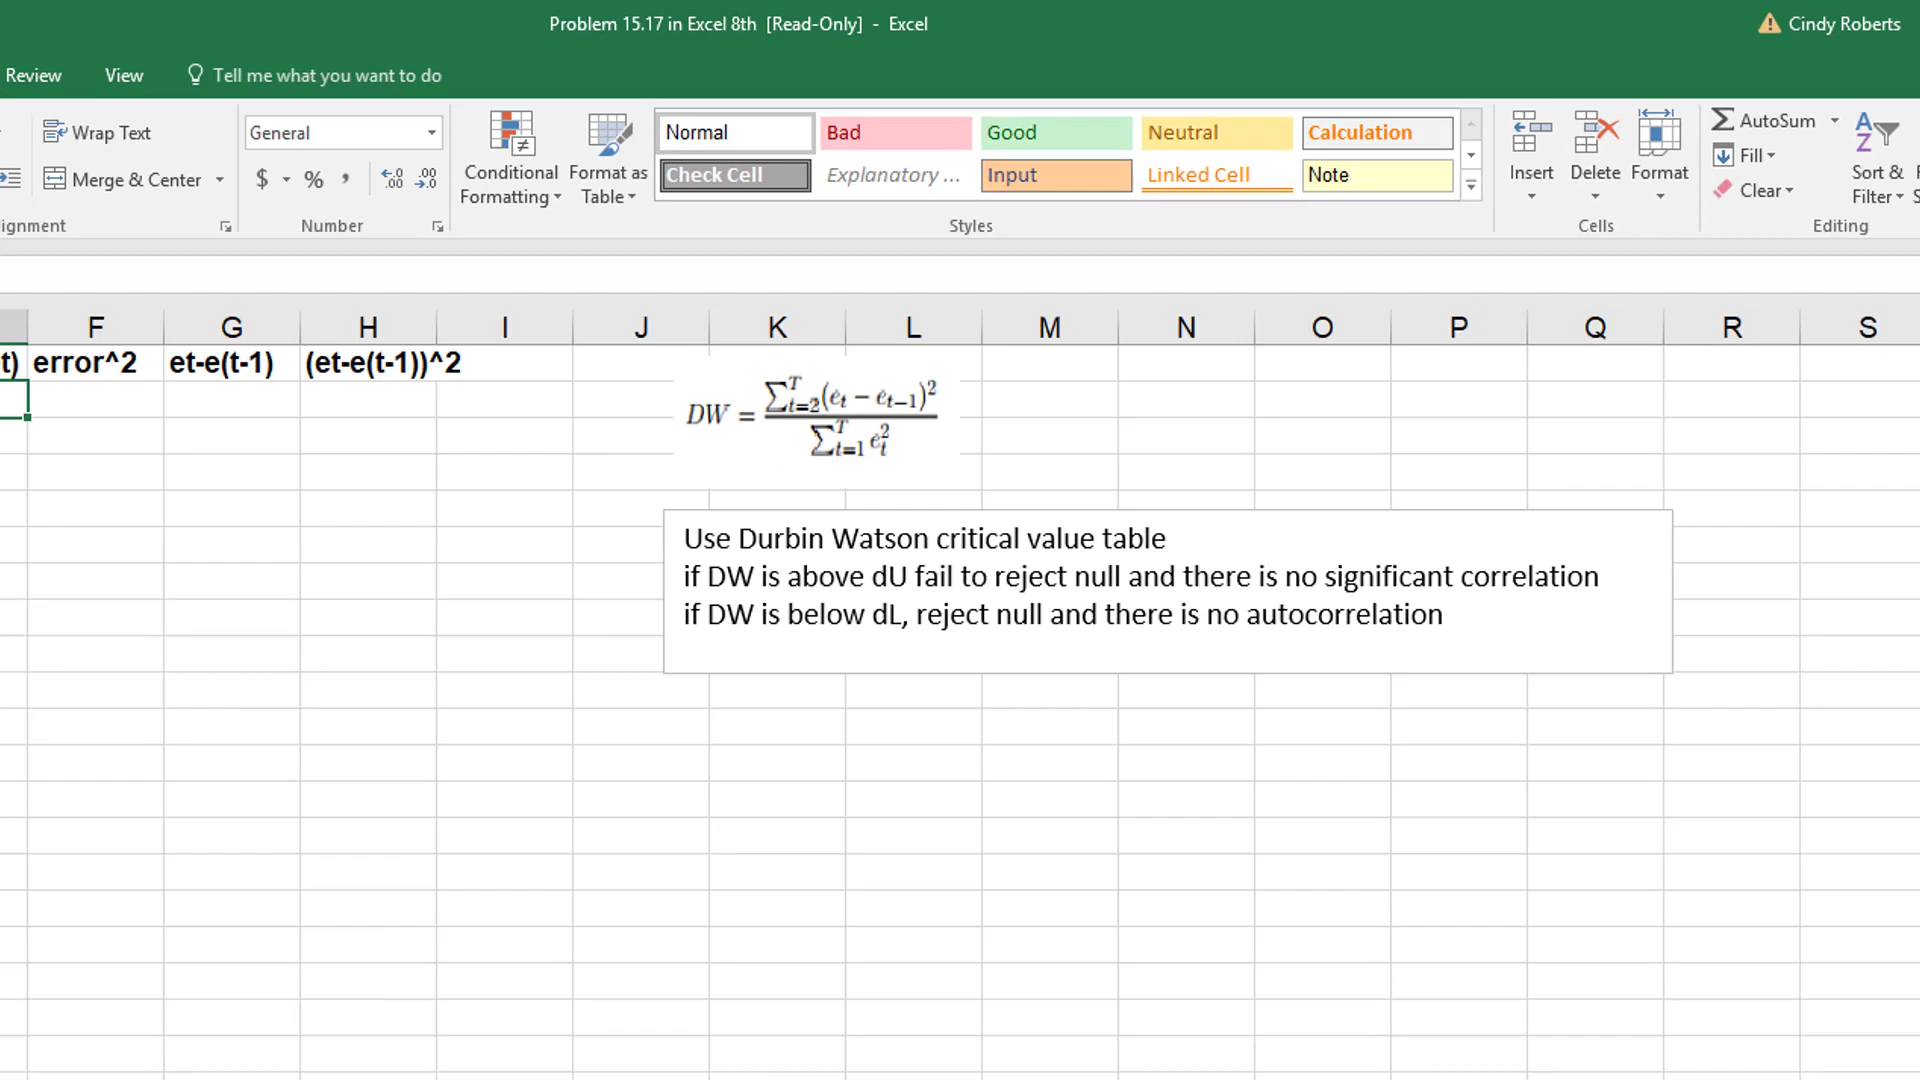 Problem 15.17 in Excel 8th [Read-Only] - Excel
Cindy Roberts
Review View Tell me what you want to do
Wrap Text
General
Merge & Center
$ % ,
Conditional Formatting
Format as Table
Normal Bad Good Neutral Calculation
Check Cell Explanatory ... Input Linked Cell Note
Insert Delete Format
AutoSum
Fill
Clear
Sort &
Filter
ignment Number Styles Cells Editing
F G H I J K L M N O P Q R S
t) error^2 et-e(t-1) (et-e(t-1))^2
DW = \frac{\sum_{t=2}^{T}(e_t − e_{t−1})^2}{\sum_{t=1}^{T} e_t^2}
Use Durbin Watson critical value table
if DW is above dU fail to reject null and there is no significant correlation
if DW is below dL, reject null and there is no autocorrelation